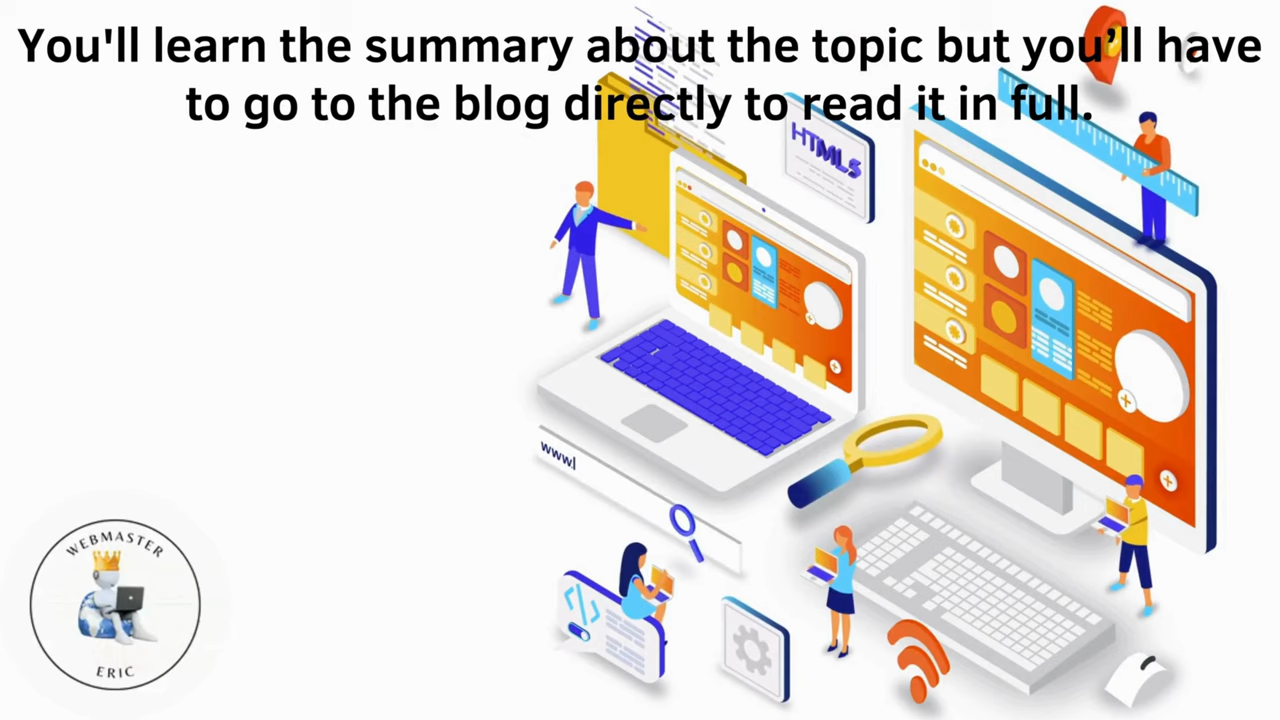 You'll learn the summary about the topic but you’ll have
to go to the blog directly to read it in full.
HTML5
www
WEBMASTER
ERIC